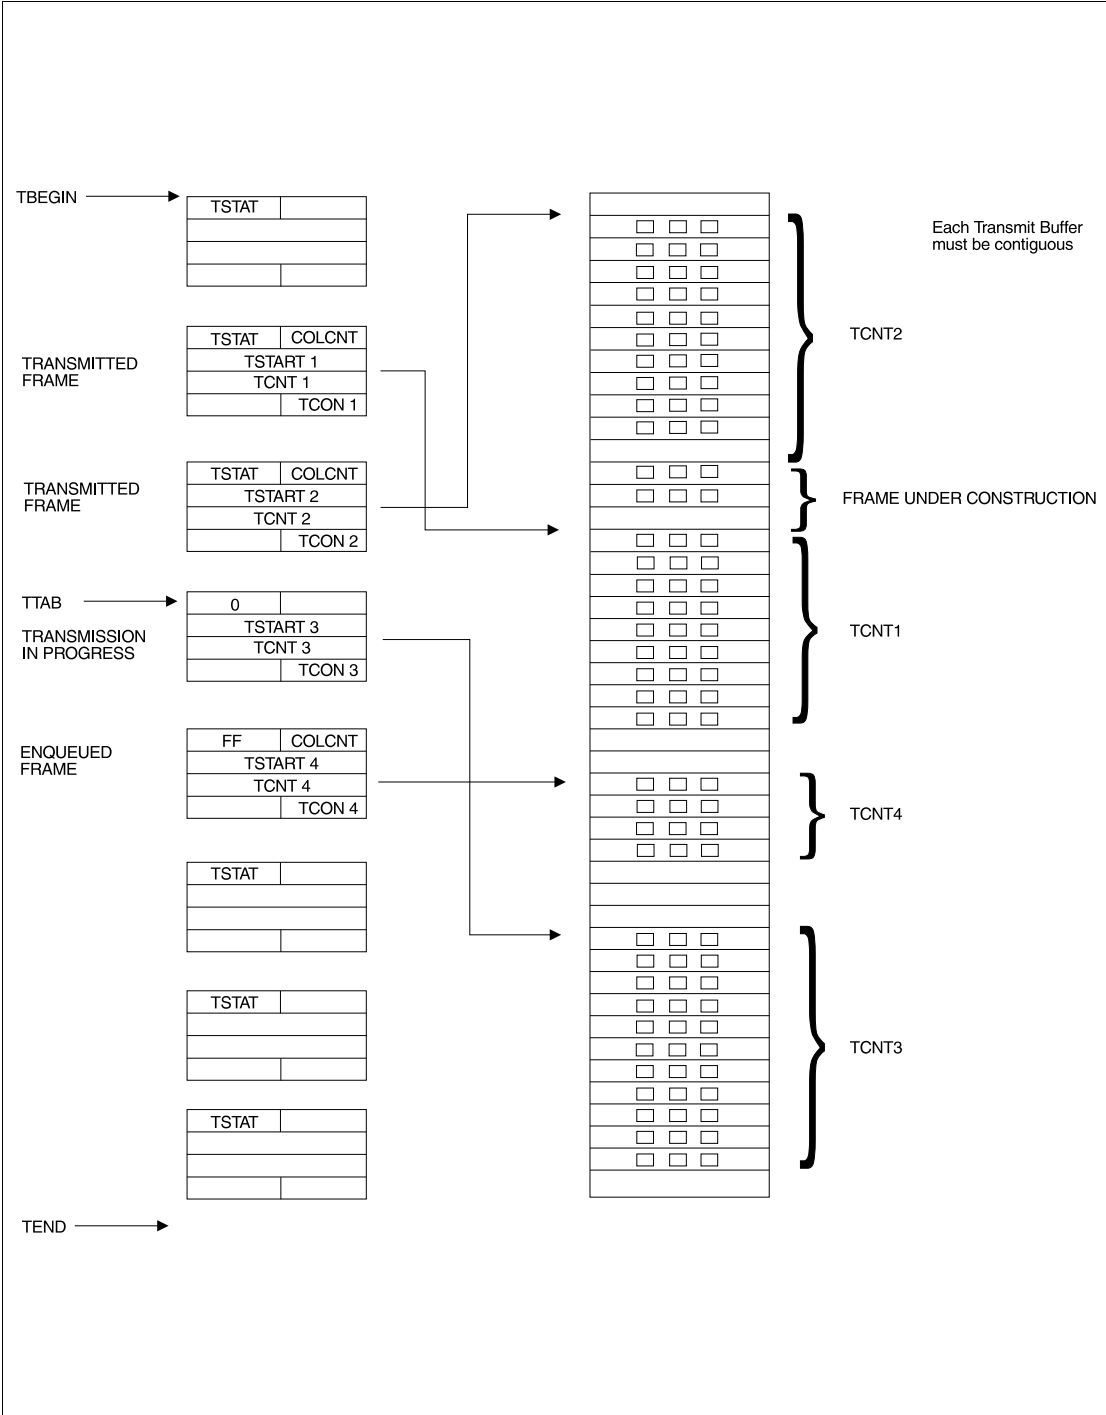 TBEGIN
TSTAT
Each Transmit Buffer
must be contiguous
TRANSMITTED
FRAME
TSTAT COLCNT
TSTART 1
TCNT 1
TCON 1
TCNT2
TRANSMITTED
FRAME
TSTAT COLCNT
TSTART 2
TCNT 2
TCON 2
FRAME UNDER CONSTRUCTION
TTAB
TRANSMISSION
IN PROGRESS
0
TSTART 3
TCNT 3
TCON 3
TCNT1
ENQUEUED
FRAME
FF COLCNT
TSTART 4
TCNT 4
TCON 4
TCNT4
TSTAT
TSTAT
TCNT3
TSTAT
TEND